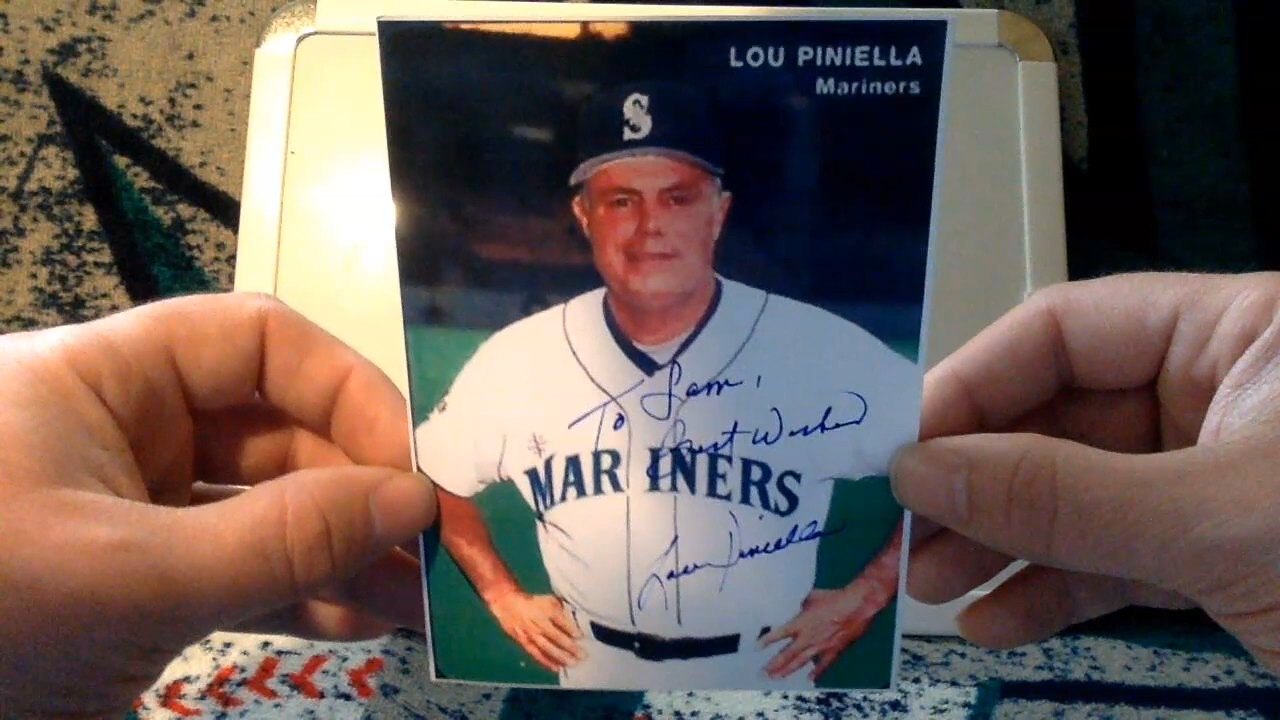 LOU PINIELLA
Mariners
S
To Sam,
Best Wishes
MARINERS
Lou Piniella